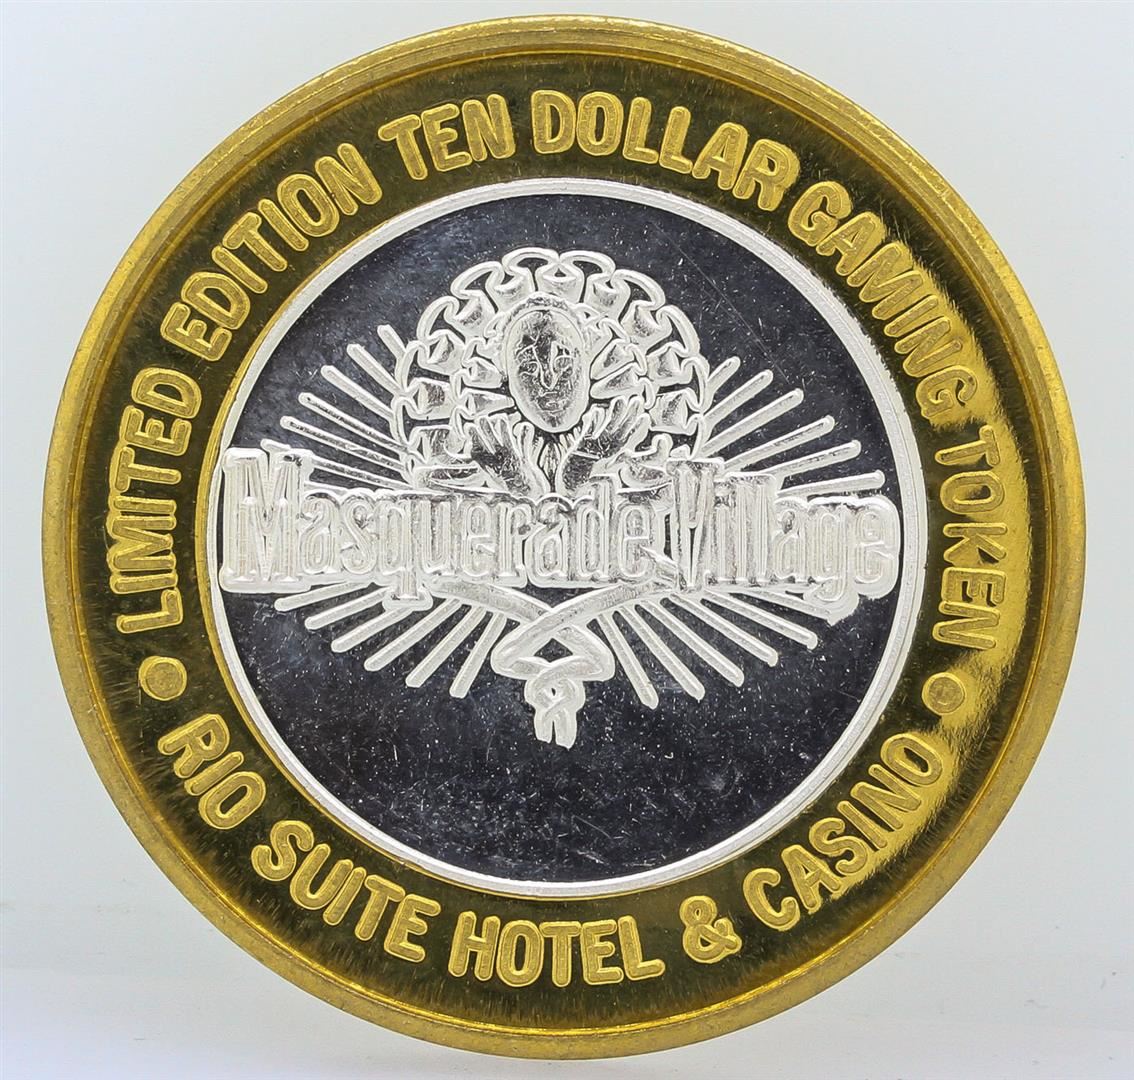 LIMITED EDITION TEN DOLLAR GAMING TOKEN
Masquerade Village
• RIO SUITE HOTEL & CASINO •